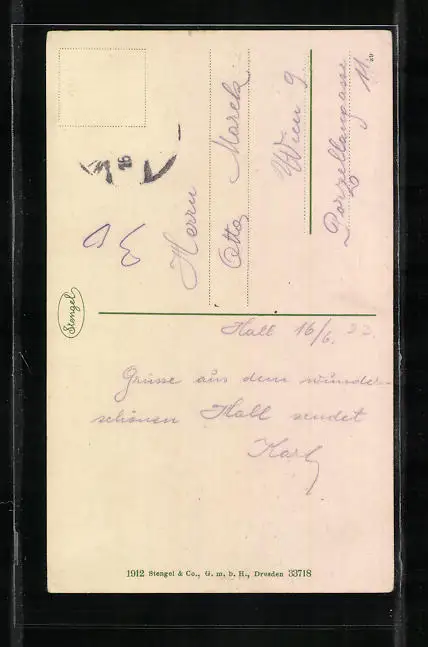 Herrn
Otto Marek
Wien 9
Porzellangasse 11
Stengel
Hall 16/6. 22.
Grüsse aus dem wunder-
schönen Hall sendet
Karl
1912 Stengel & Co., G. m. b. H., Dresden 33718